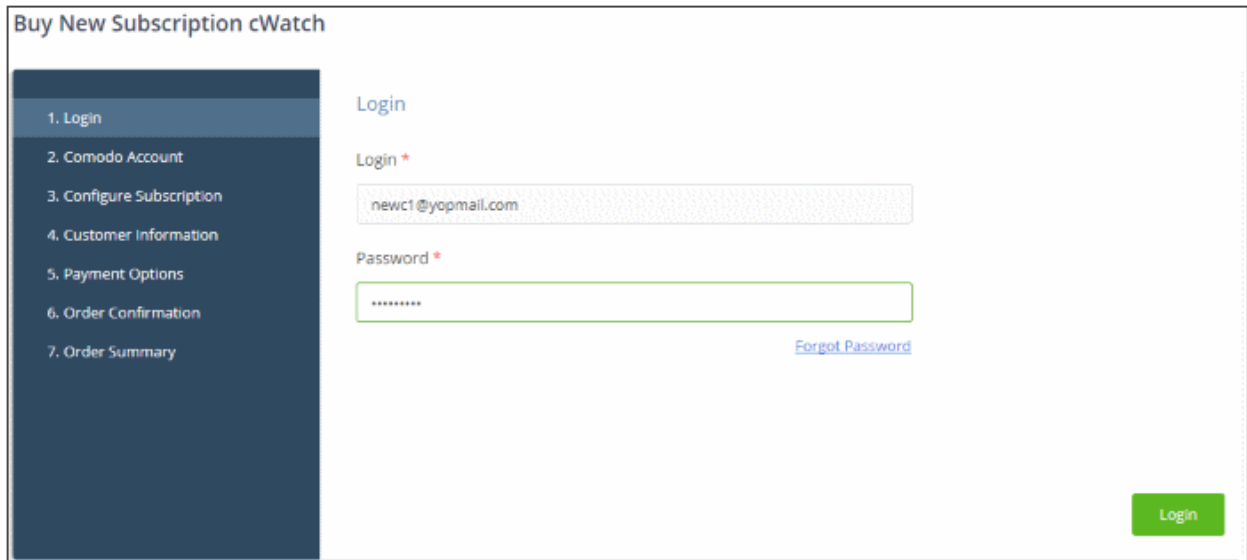 Buy New Subscription cWatch
1. Login
2. Comodo Account
3. Configure Subscription
4. Customer Information
5. Payment Options
6. Order Confirmation
7. Order Summary
Login
Login *
newc1@yopmail.com
Password *
•••••••••
Forgot Password
Login